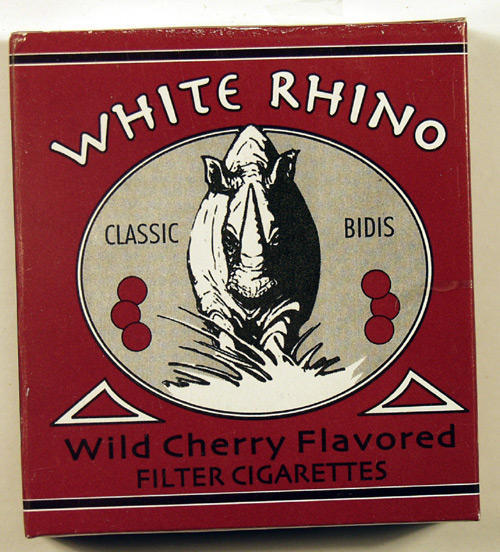 WHITE RHINO
CLASSIC BIDIS
Wild Cherry Flavored
FILTER CIGARETTES